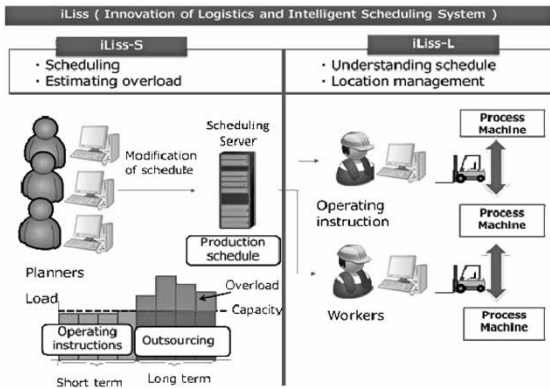 iLiss ( Innovation of Logistics and Intelligent Scheduling System )
iLiss-S
・Scheduling
・Estimating overload
iLiss-L
・Understanding schedule
・Location management
Modification
of schedule
Scheduling
Server
Production
schedule
Planners
Load
Overload
Capacity
Operating
instructions
Outsourcing
Short term
Long term
Operating
instruction
Workers
Process
Machine
Process
Machine
Process
Machine